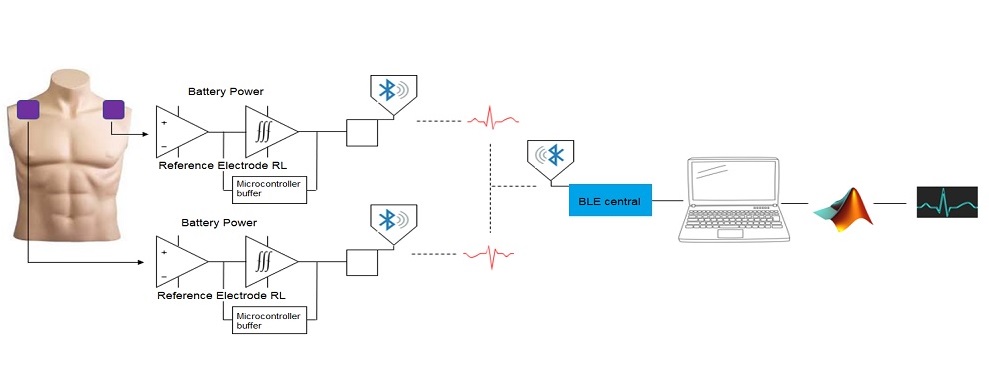 Battery Power
+
−
∫∫∫
Reference Electrode RL
Microcontroller
buffer
Battery Power
+
−
∫∫∫
Reference Electrode RL
Microcontroller
buffer
BLE central